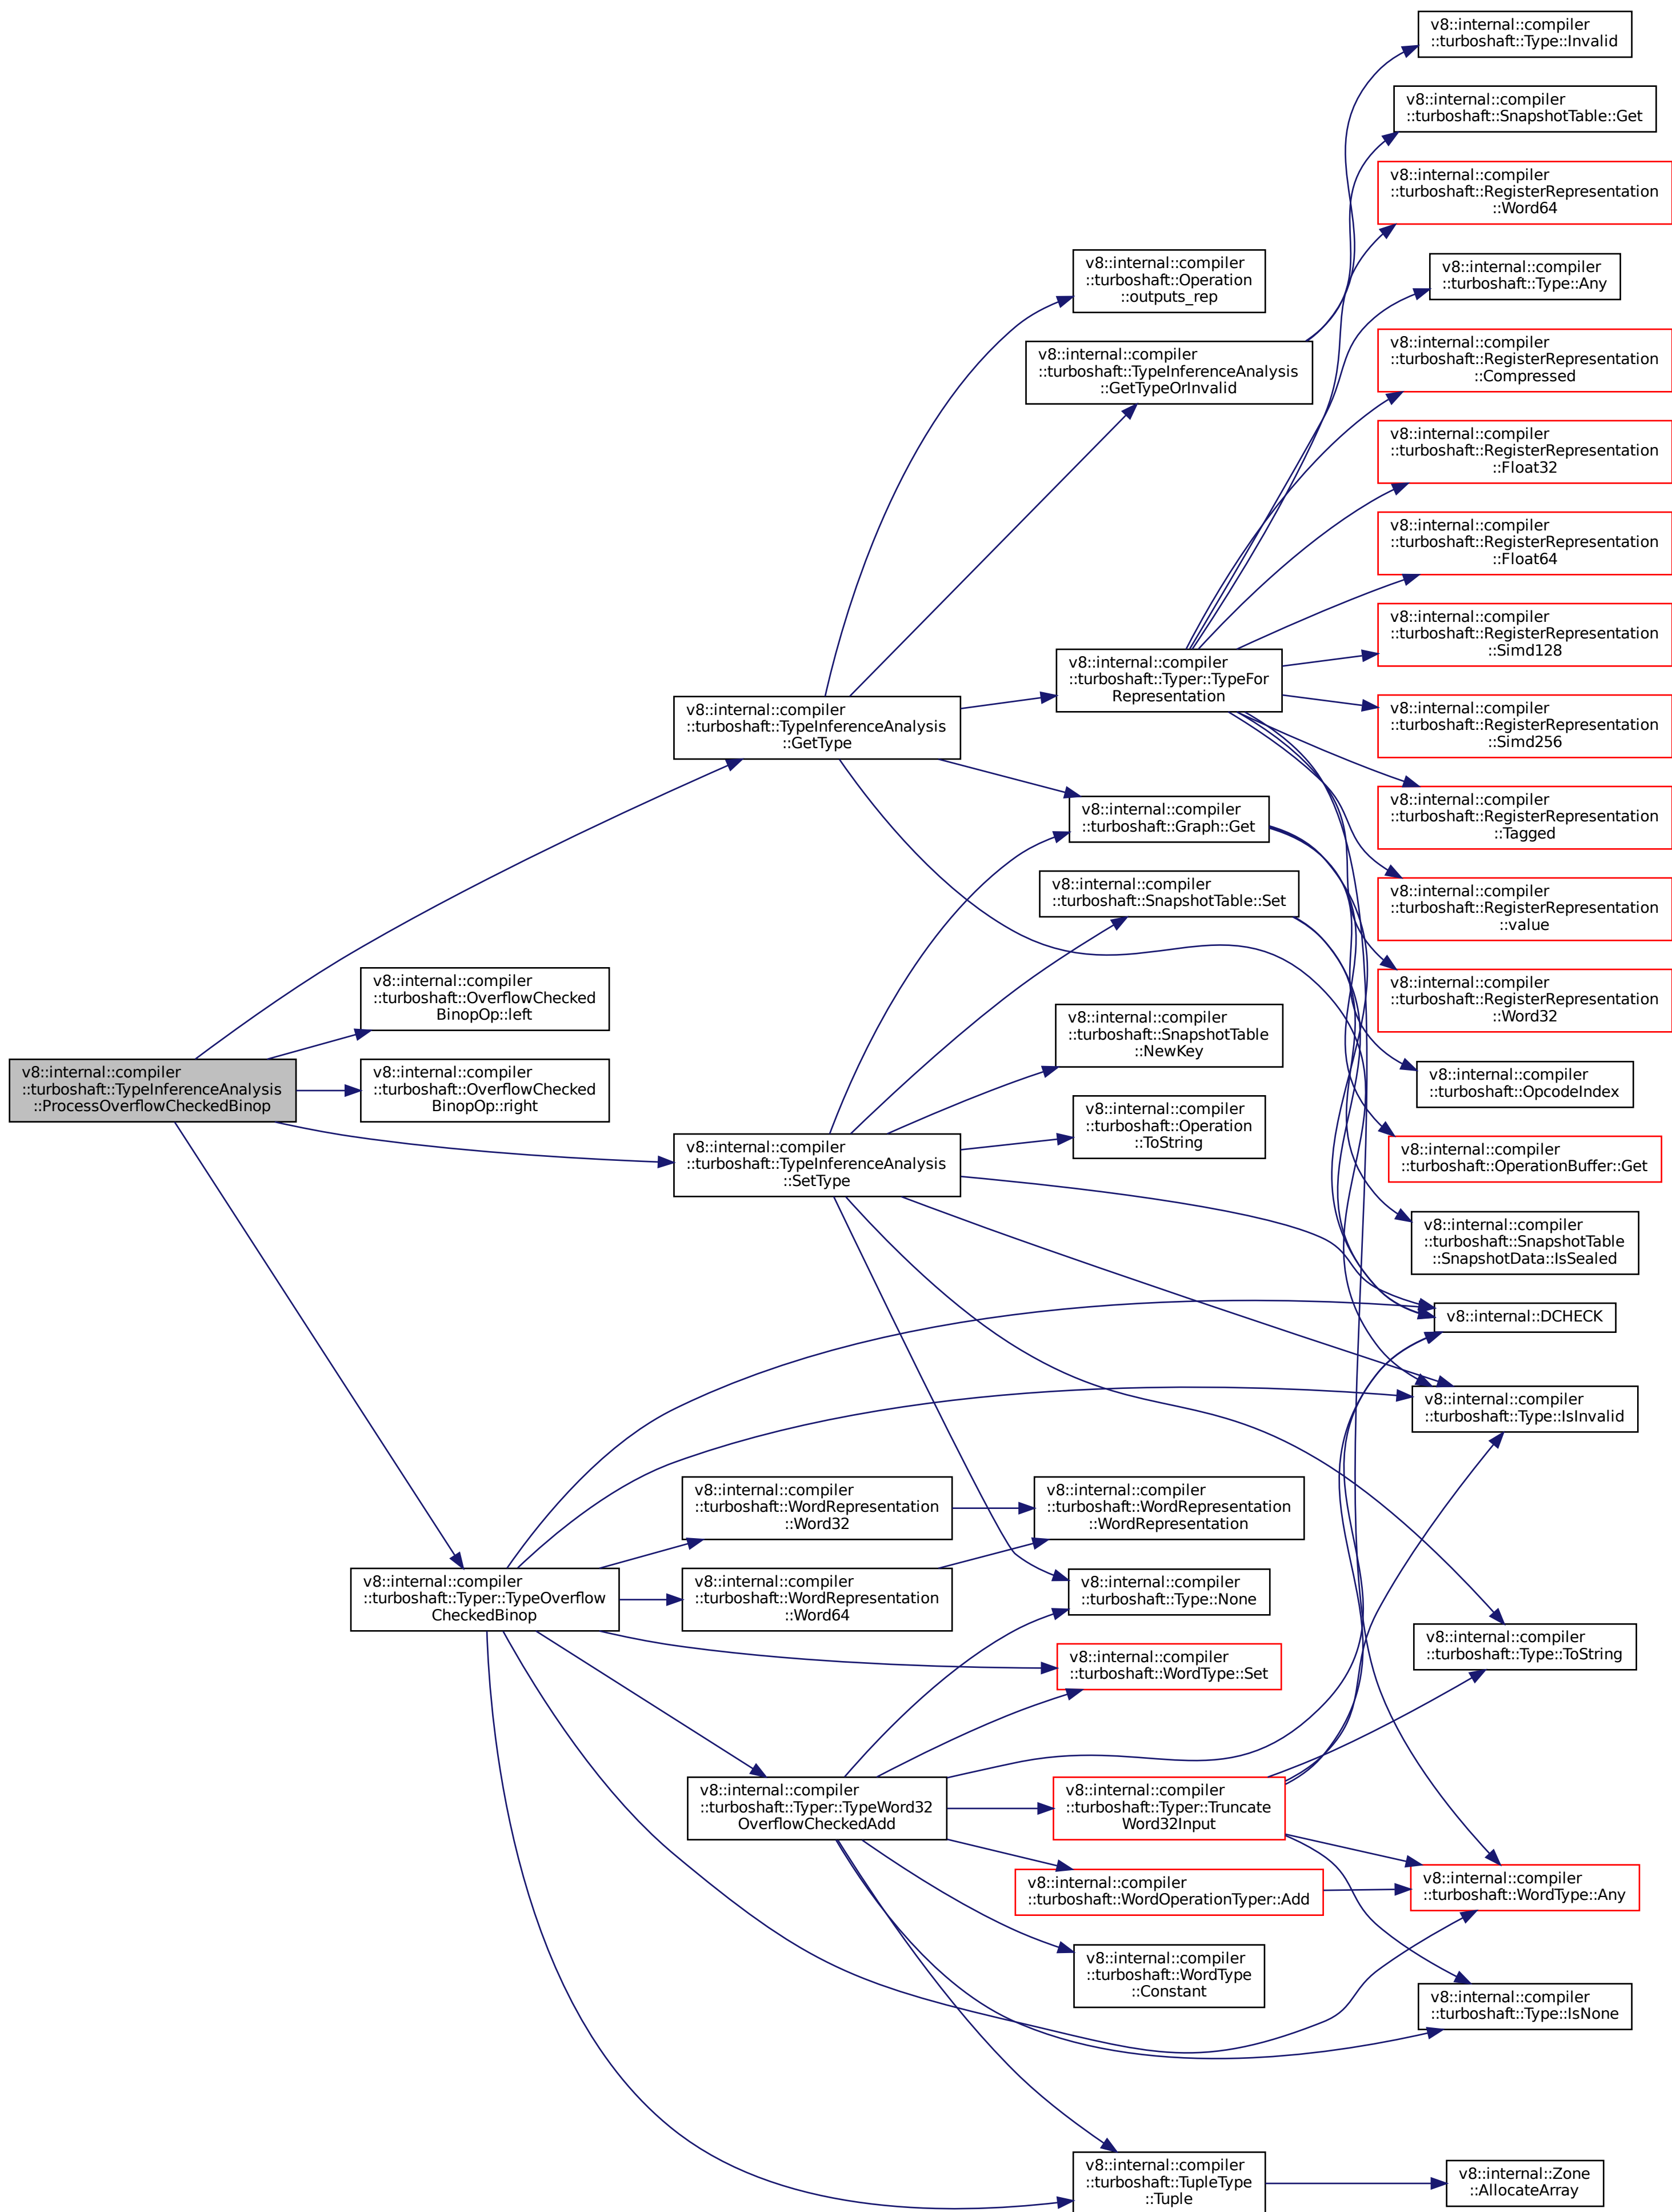 v8::internal::compiler
::turboshaft::Type::Invalid
v8::internal::compiler
::turboshaft::SnapshotTable::Get
v8::internal::compiler
::turboshaft::RegisterRepresentation
::Word64
v8::internal::compiler
::turboshaft::Operation
::outputs_rep
v8::internal::compiler
::turboshaft::Type::Any
v8::internal::compiler
::turboshaft::TypeInferenceAnalysis
::GetTypeOrInvalid
v8::internal::compiler
::turboshaft::RegisterRepresentation
::Compressed
v8::internal::compiler
::turboshaft::RegisterRepresentation
::Float32
v8::internal::compiler
::turboshaft::RegisterRepresentation
::Float64
v8::internal::compiler
::turboshaft::RegisterRepresentation
::Simd128
v8::internal::compiler
::turboshaft::Typer::TypeFor
Representation
v8::internal::compiler
::turboshaft::TypeInferenceAnalysis
::GetType
v8::internal::compiler
::turboshaft::RegisterRepresentation
::Simd256
v8::internal::compiler
::turboshaft::RegisterRepresentation
::Tagged
v8::internal::compiler
::turboshaft::Graph::Get
v8::internal::compiler
::turboshaft::SnapshotTable::Set
v8::internal::compiler
::turboshaft::RegisterRepresentation
::value
v8::internal::compiler
::turboshaft::OverflowChecked
BinopOp::left
v8::internal::compiler
::turboshaft::RegisterRepresentation
::Word32
v8::internal::compiler
::turboshaft::SnapshotTable
::NewKey
v8::internal::compiler
::turboshaft::TypeInferenceAnalysis
::ProcessOverflowCheckedBinop
v8::internal::compiler
::turboshaft::OverflowChecked
BinopOp::right
v8::internal::compiler
::turboshaft::OpcodeIndex
v8::internal::compiler
::turboshaft::Operation
::ToString
v8::internal::compiler
::turboshaft::TypeInferenceAnalysis
::SetType
v8::internal::compiler
::turboshaft::OperationBuffer::Get
v8::internal::compiler
::turboshaft::SnapshotTable
::SnapshotData::IsSealed
v8::internal::DCHECK
v8::internal::compiler
::turboshaft::Type::IsInvalid
v8::internal::compiler
::turboshaft::WordRepresentation
::Word32
v8::internal::compiler
::turboshaft::WordRepresentation
::WordRepresentation
v8::internal::compiler
::turboshaft::Typer::TypeOverflow
CheckedBinop
v8::internal::compiler
::turboshaft::WordRepresentation
::Word64
v8::internal::compiler
::turboshaft::Type::None
v8::internal::compiler
::turboshaft::Type::ToString
v8::internal::compiler
::turboshaft::WordType::Set
v8::internal::compiler
::turboshaft::Typer::TypeWord32
OverflowCheckedAdd
v8::internal::compiler
::turboshaft::Typer::Truncate
Word32Input
v8::internal::compiler
::turboshaft::WordOperationTyper::Add
v8::internal::compiler
::turboshaft::WordType::Any
v8::internal::compiler
::turboshaft::WordType
::Constant
v8::internal::compiler
::turboshaft::Type::IsNone
v8::internal::compiler
::turboshaft::TupleType
::Tuple
v8::internal::Zone
::AllocateArray